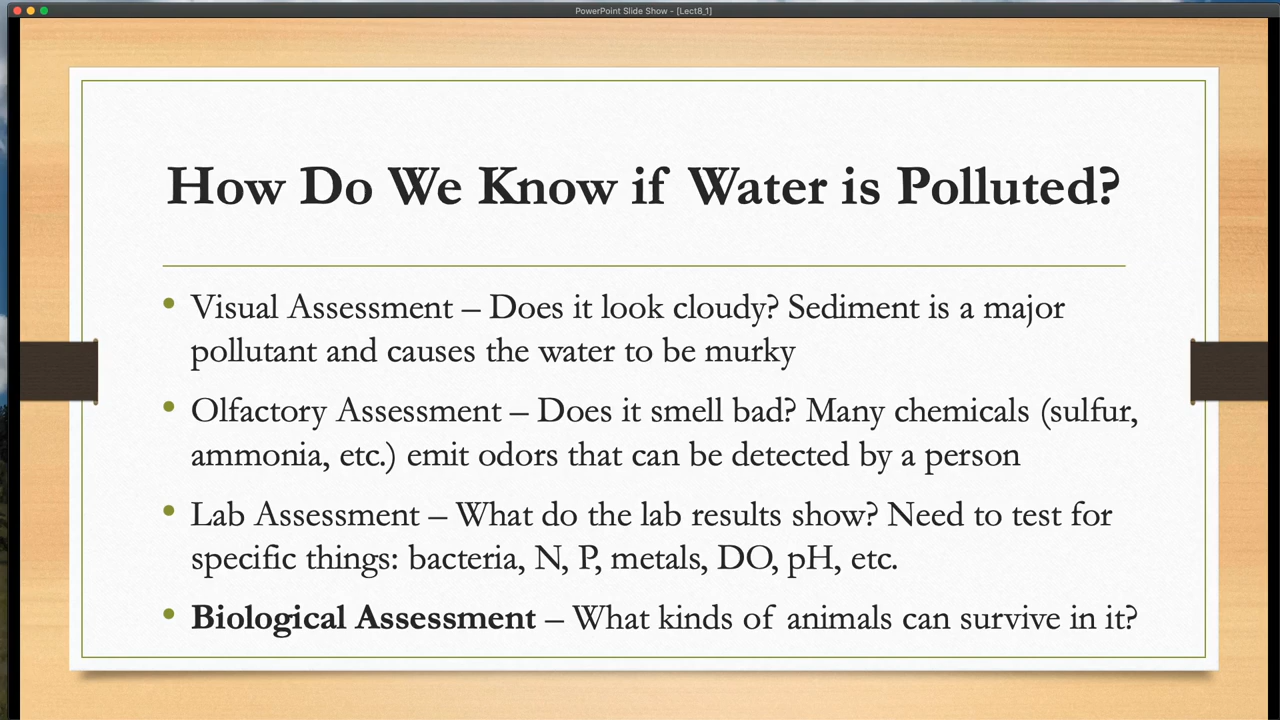 PowerPoint Slide Show - [Lect8_1]
How Do We Know if Water is Polluted?
• Visual Assessment – Does it look cloudy? Sediment is a major
pollutant and causes the water to be murky
• Olfactory Assessment – Does it smell bad? Many chemicals (sulfur,
ammonia, etc.) emit odors that can be detected by a person
• Lab Assessment – What do the lab results show? Need to test for
specific things: bacteria, N, P, metals, DO, pH, etc.
• Biological Assessment – What kinds of animals can survive in it?